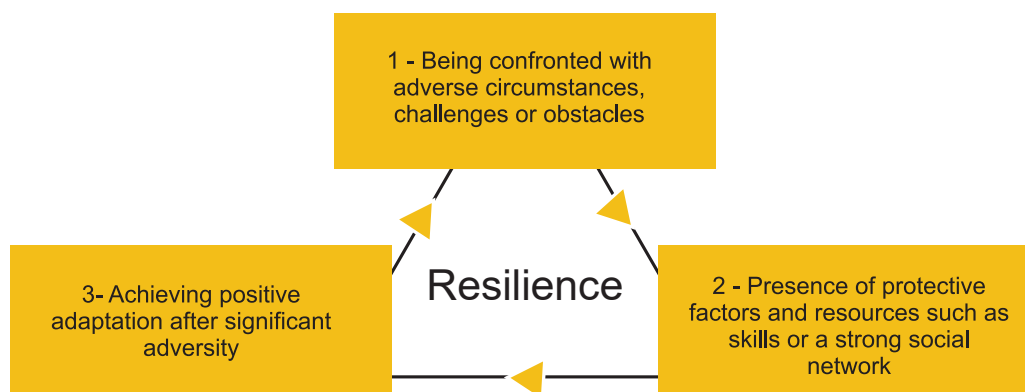 1 - Being confronted with
adverse circumstances,
challenges or obstacles
Resilience
3- Achieving positive
adaptation after significant
adversity
2 - Presence of protective
factors and resources such as
skills or a strong social
network